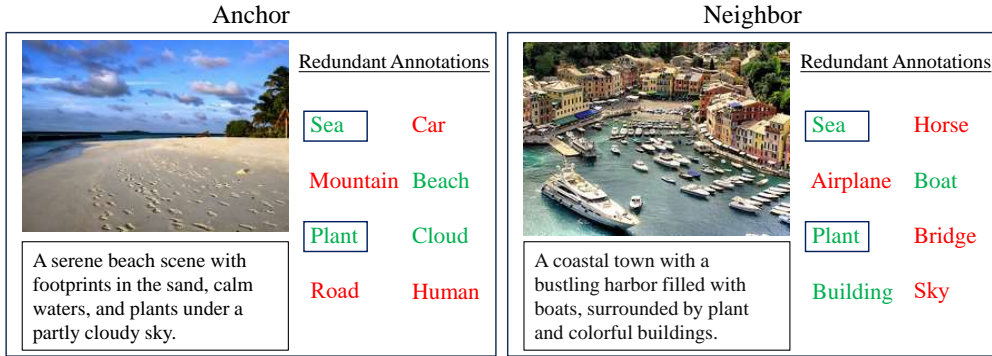 Anchor
Redundant Annotations
Sea Car
Mountain Beach
Plant Cloud
Road Human
A serene beach scene with
footprints in the sand, calm
waters, and plants under a
partly cloudy sky.
Neighbor
Redundant Annotations
Sea Horse
Airplane Boat
Plant Bridge
Building Sky
A coastal town with a
bustling harbor filled with
boats, surrounded by plant
and colorful buildings.